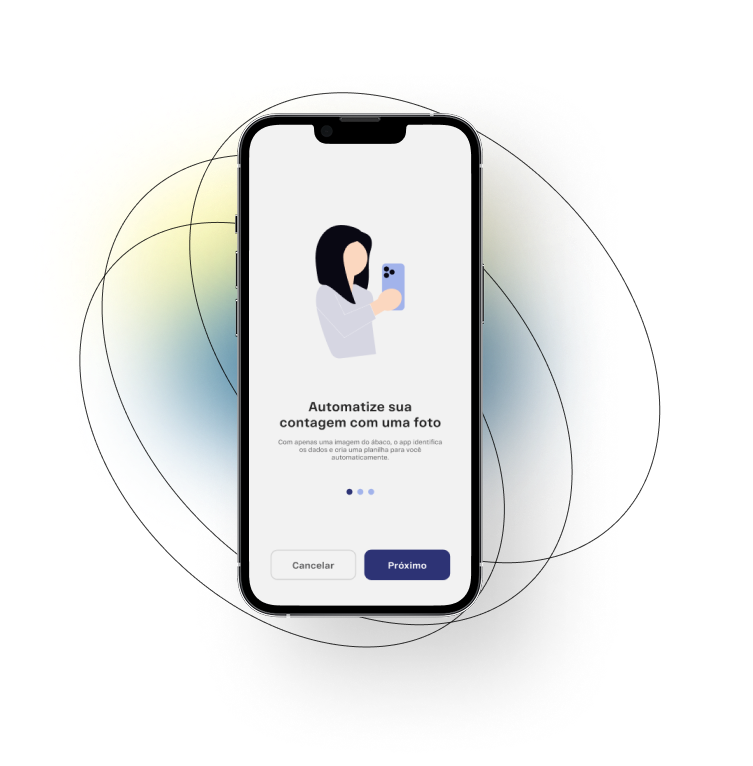 Automatize sua
contagem com uma foto
Com apenas uma imagem do ábaco, o app identifica
os dados e cria uma planilha para você
automaticamente.
Cancelar
Próximo